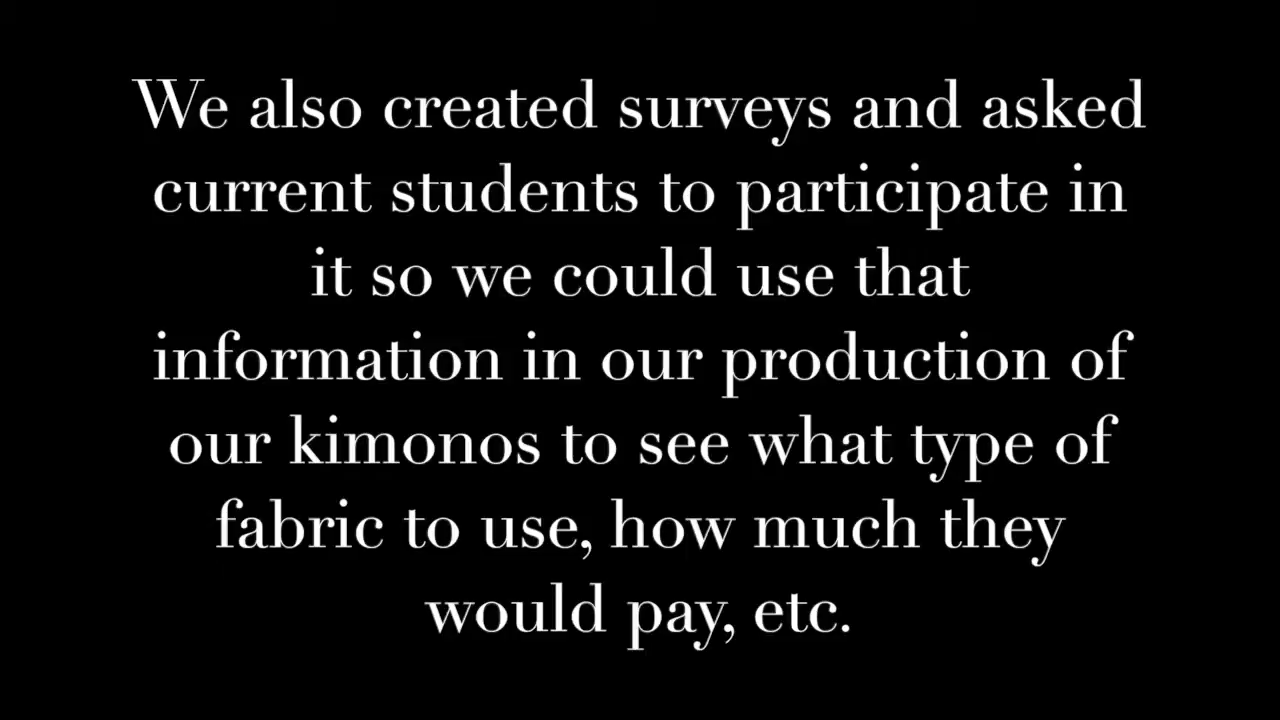 We also created surveys and asked
current students to participate in
it so we could use that
information in our production of
our kimonos to see what type of
fabric to use, how much they
would pay, etc.